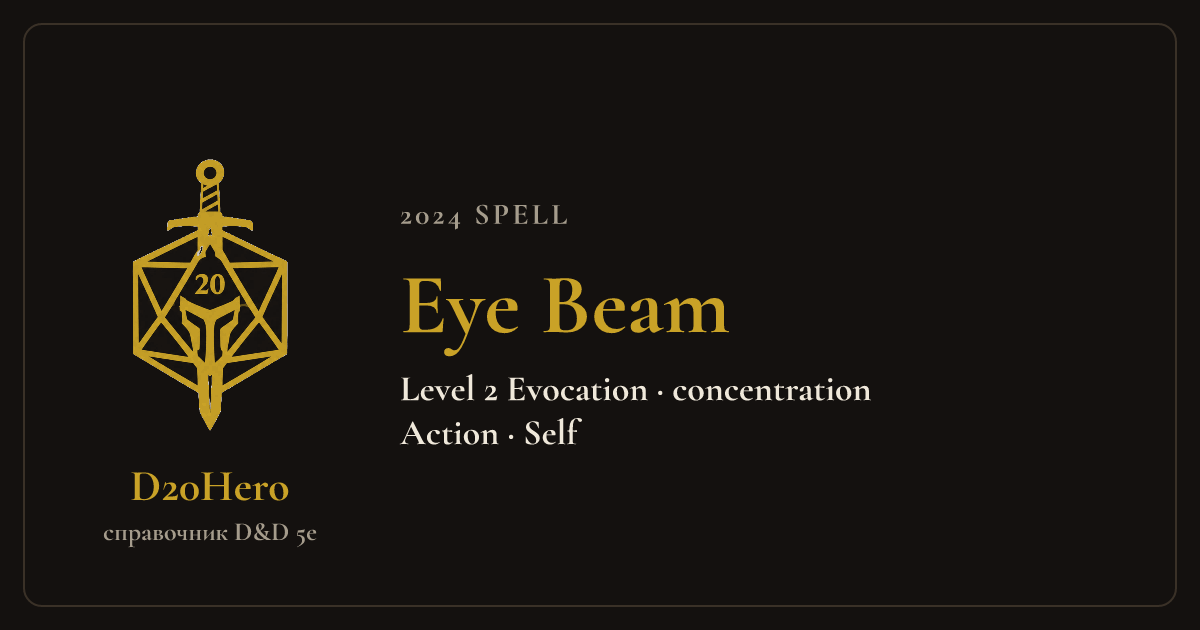 20
D20Hero
справочник D&D 5e
2024 SPELL
Eye Beam
Level 2 Evocation · concentration
Action · Self